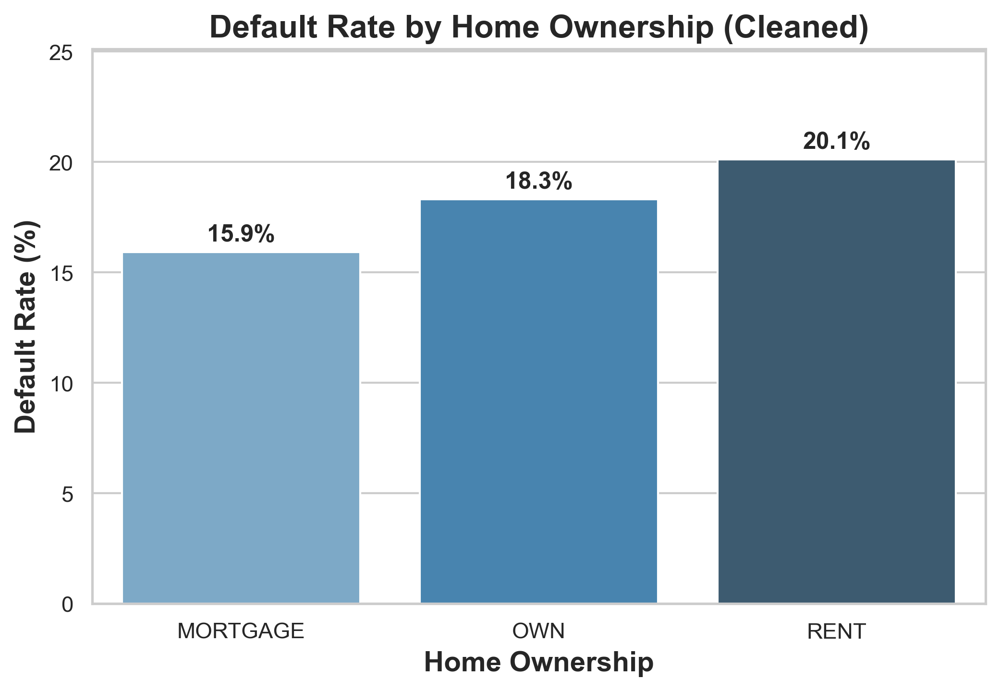 Default Rate by Home Ownership (Cleaned)
25
20
15
10
5
0
Default Rate (%)
15.9%
18.3%
20.1%
MORTGAGE
OWN
RENT
Home Ownership